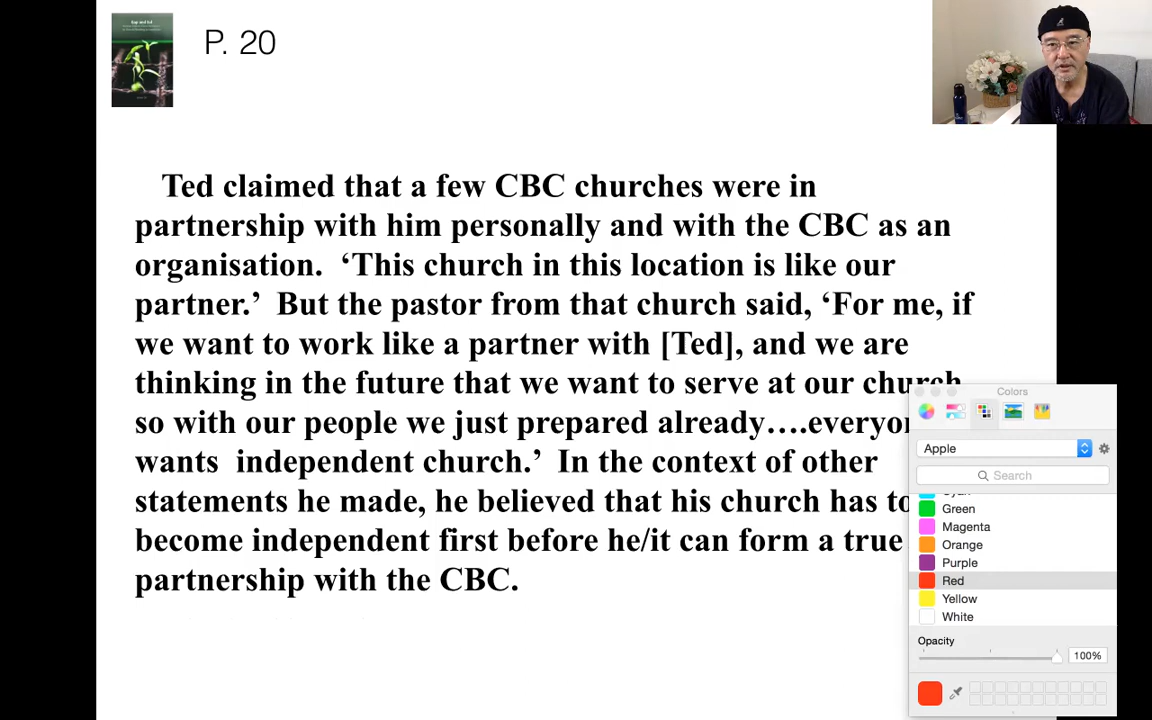 P. 20
Ted claimed that a few CBC churches were in
partnership with him personally and with the CBC as an
organisation. ‘This church in this location is like our
partner.’ But the pastor from that church said, ‘For me, if
we want to work like a partner with [Ted], and we are
thinking in the future that we want to serve at our church
so with our people we just prepared already….everyo
wants independent church.’ In the context of other
statements he made, he believed that his church has to
become independent first before he/it can form a true
partnership with the CBC.
Colors
Apple
Search
Cyan
Green
Magenta
Orange
Purple
Red
Yellow
White
Opacity
100%